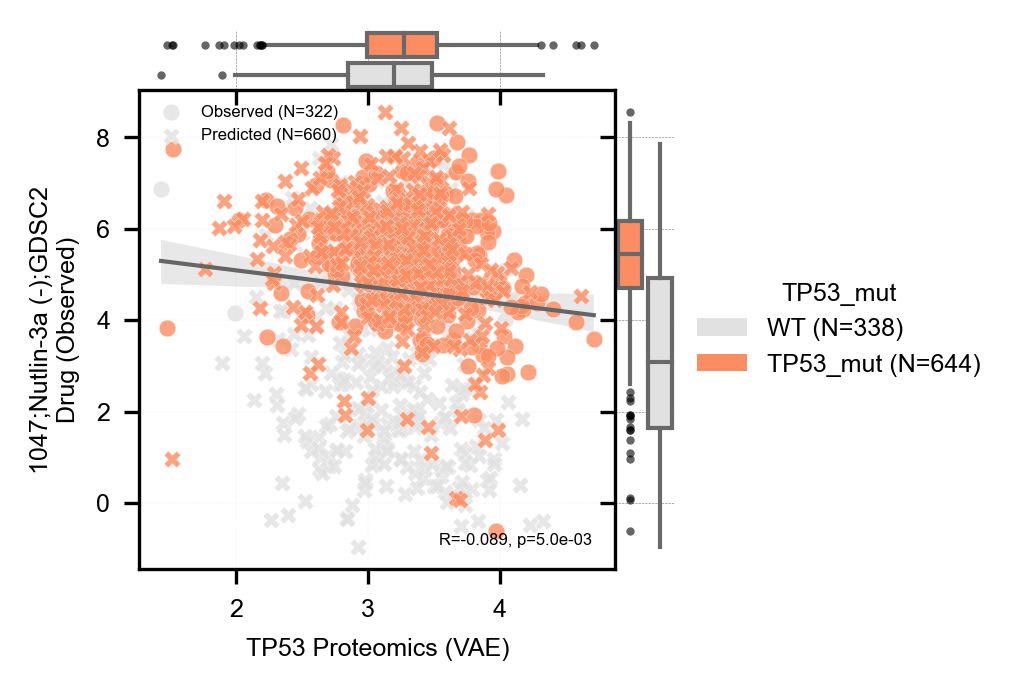 Observed (N=322)
Predicted (N=660)
8
6
4
2
0
1047;Nutlin-3a (-);GDSC2
Drug (Observed)
R=-0.089, p=5.0e-03
2
3
4
TP53 Proteomics (VAE)
TP53_mut
WT (N=338)
TP53_mut (N=644)